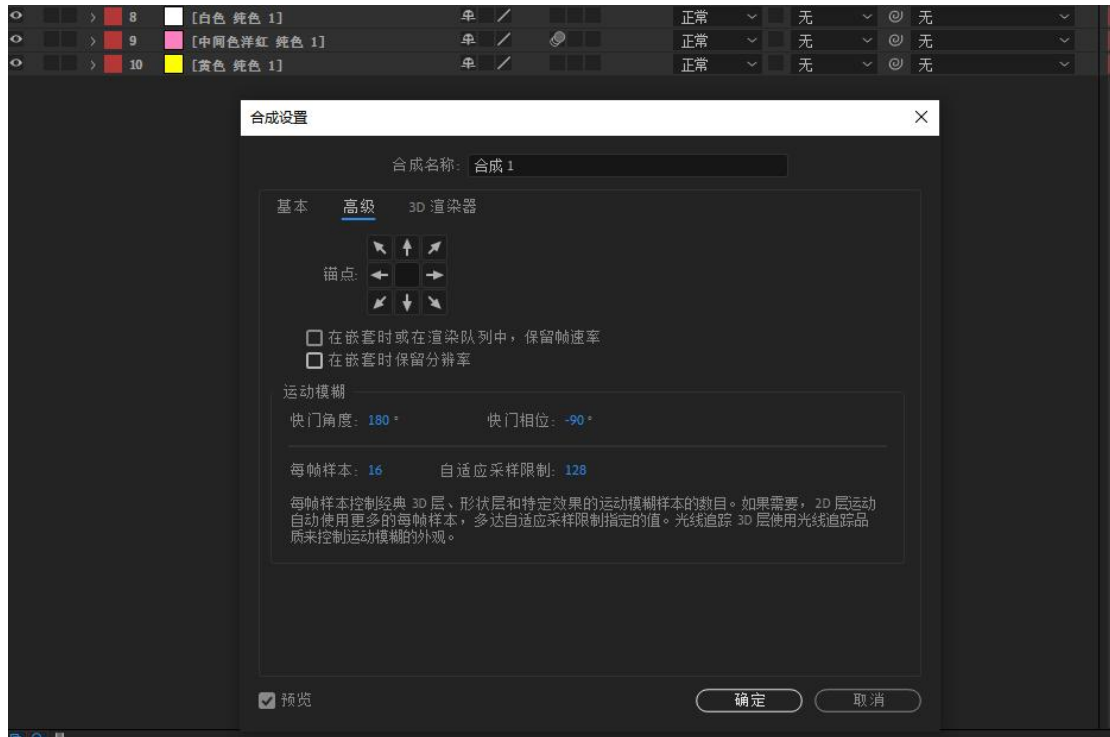 8 [白色 纯色 1] 正常 无 无
9 [中间色洋红 纯色 1] 正常 无 无
10 [黄色 纯色 1] 正常 无 无
合成设置
合成名称: 合成 1
基本 高级 3D 渲染器
锚点:
在嵌套时或在渲染队列中，保留帧速率
在嵌套时保留分辨率
运动模糊
快门角度: 180 ° 快门相位: -90 °
每帧样本: 16 自适应采样限制: 128
每帧样本控制经典 3D 层、形状层和特定效果的运动模糊样本的数目。如果需要，2D 层运动
自动使用更多的每帧样本，多达自适应采样限制指定的值。光线追踪 3D 层使用光线追踪品
质来控制运动模糊的外观。
预览 确定 取消